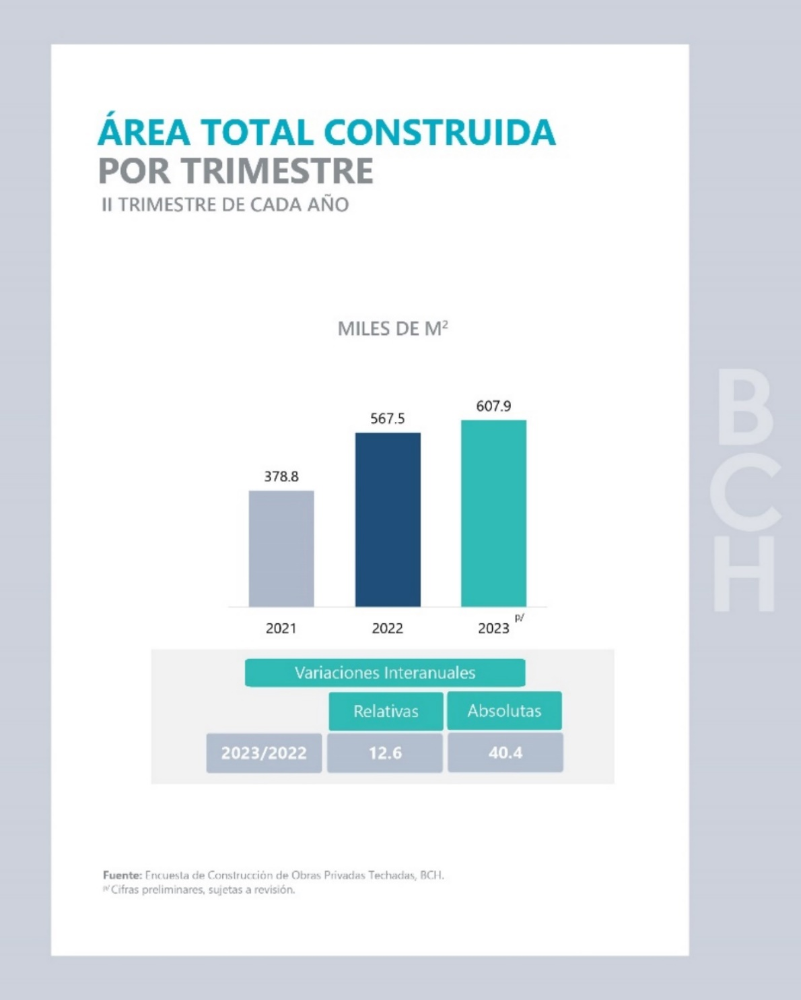 ÁREA TOTAL CONSTRUIDA
POR TRIMESTRE
II TRIMESTRE DE CADA AÑO
MILES DE M²
378.8
567.5
607.9
2021
2022
2023 p/
Variaciones Interanuales
Relativas
Absolutas
2023/2022
12.6
40.4
Fuente: Encuesta de Construcción de Obras Privadas Techadas, BCH.
p/ Cifras preliminares, sujetas a revisión.
B
C
H